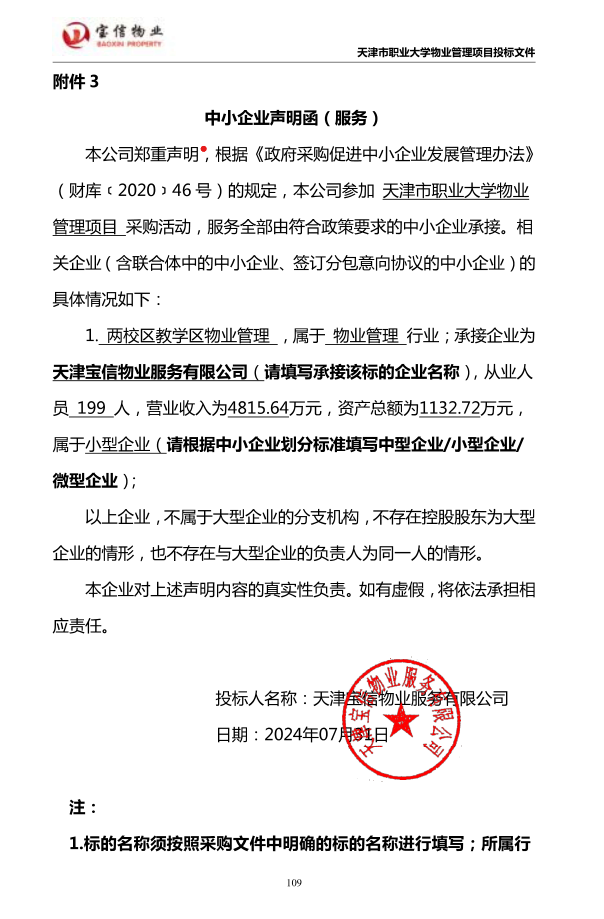 宝信物业
BAOXIN PROPERTY
天津市职业大学物业管理项目投标文件
附件 3
中小企业声明函（服务）
本公司郑重声明，根据《政府采购促进中小企业发展管理办法》
（财库﹝2020﹞46 号）的规定，本公司参加 天津市职业大学物业
管理项目 采购活动，服务全部由符合政策要求的中小企业承接。相
关企业（含联合体中的中小企业、签订分包意向协议的中小企业）的
具体情况如下：
1. 两校区教学区物业管理 ，属于 物业管理 行业；承接企业为
天津宝信物业服务有限公司（请填写承接该标的企业名称），从业人
员 199 人，营业收入为4815.64万元，资产总额为1132.72万元，
属于小型企业（请根据中小企业划分标准填写中型企业/小型企业/
微型企业）；
以上企业，不属于大型企业的分支机构，不存在控股股东为大型
企业的情形，也不存在与大型企业的负责人为同一人的情形。
本企业对上述声明内容的真实性负责。如有虚假，将依法承担相
应责任。
投标人名称：天津宝信物业服务有限公司
天津宝信物业服务有限公司
日期：2024年07月31日
注：
1.标的名称须按照采购文件中明确的标的名称进行填写；所属行
109